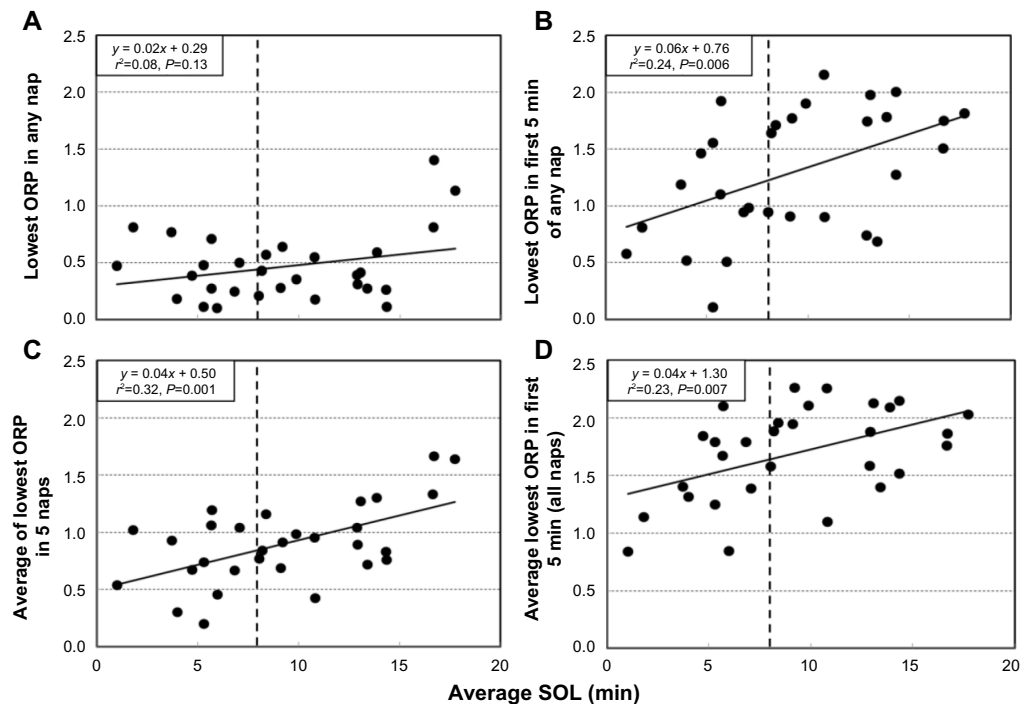 A
Lowest ORP in any nap
y = 0.02x + 0.29
r²=0.08, P=0.13
2.5
2.0
1.5
1.0
0.5
0.0
B
Lowest ORP in first 5 min
of any nap
y = 0.06x + 0.76
r²=0.24, P=0.006
2.5
2.0
1.5
1.0
0.5
0.0
0
5
10
15
20
C
Average of lowest ORP
in 5 naps
y = 0.04x + 0.50
r²=0.32, P=0.001
2.5
2.0
1.5
1.0
0.5
0.0
0
5
10
15
20
D
Average lowest ORP in first
5 min (all naps)
y = 0.04x + 1.30
r²=0.23, P=0.007
2.5
2.0
1.5
1.0
0.5
0.0
0
5
10
15
20
Average SOL (min)